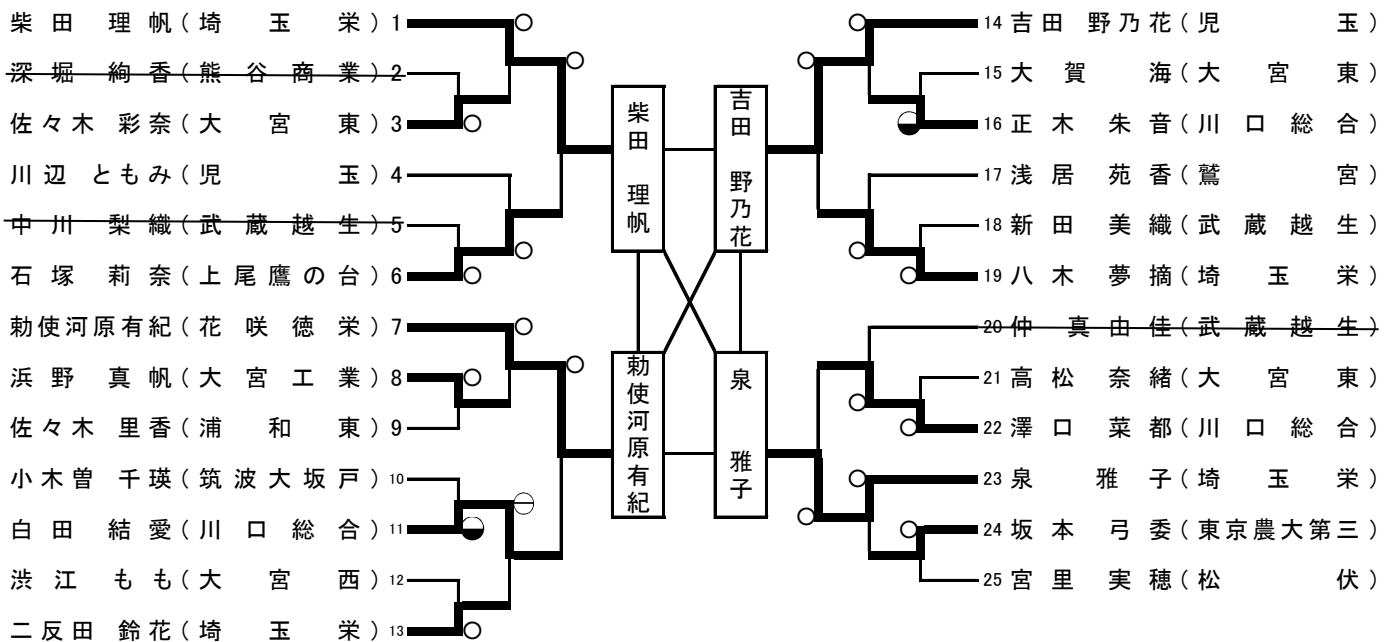 柴田 理帆(埼玉栄) 1
深堀 絢香(熊谷商業) 2
佐々木 彩奈(大宮東) 3
川辺 ともみ(児玉) 4
中川 梨織(武蔵越生) 5
石塚 莉奈(上尾鷹の台) 6
勅使河原有紀(花咲徳栄) 7
浜野 真帆(大宮工業) 8
佐々木 里香(浦和東) 9
小木曽 千瑛(筑波大坂戸) 10
白田 結愛(川口総合) 11
渋江 もも(大宮西) 12
二反田 鈴花(埼玉栄) 13
柴田 理帆
吉田 野乃花
勅使河原有紀
泉 雅子
14 吉田 野乃花(児玉)
15 大賀 海(大宮東)
16 正木 朱音(川口総合)
17 浅居 苑香(鷲宮)
18 新田 美織(武蔵越生)
19 八木 夢摘(埼玉栄)
20 仲 真由佳(武蔵越生)
21 高松 奈緒(大宮東)
22 澤口 菜都(川口総合)
23 泉 雅子(埼玉栄)
24 坂本 弓委(東京農大第三)
25 宮里 実穂(松伏)